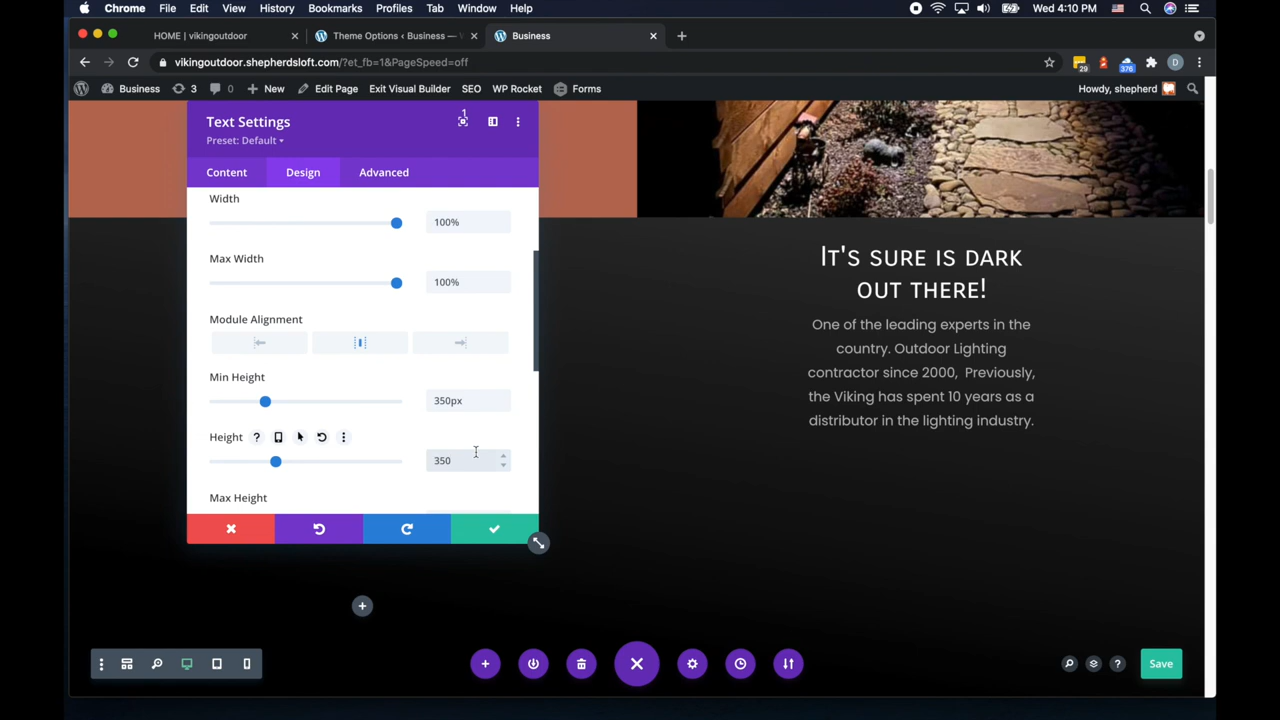 Chrome File Edit View History Bookmarks Profiles Tab Window Help Wed 4:10 PM
HOME | vikingoutdoor Theme Options ‹ Business — Business
vikingoutdoor.shepherdsloft.com/?et_fb=1&PageSpeed=off 29 376 D
Business 3 0 New Edit Page Exit Visual Builder SEO WP Rocket Forms Howdy, shepherd
Text Settings
1
Preset: Default
Content Design Advanced
Width
100%
Max Width
100%
Module Alignment
Min Height
350px
Height ?
350
Max Height
It's sure is dark
out there!
One of the leading experts in the
country. Outdoor Lighting
contractor since 2000, Previously,
the Viking has spent 10 years as a
distributor in the lighting industry.
? Save